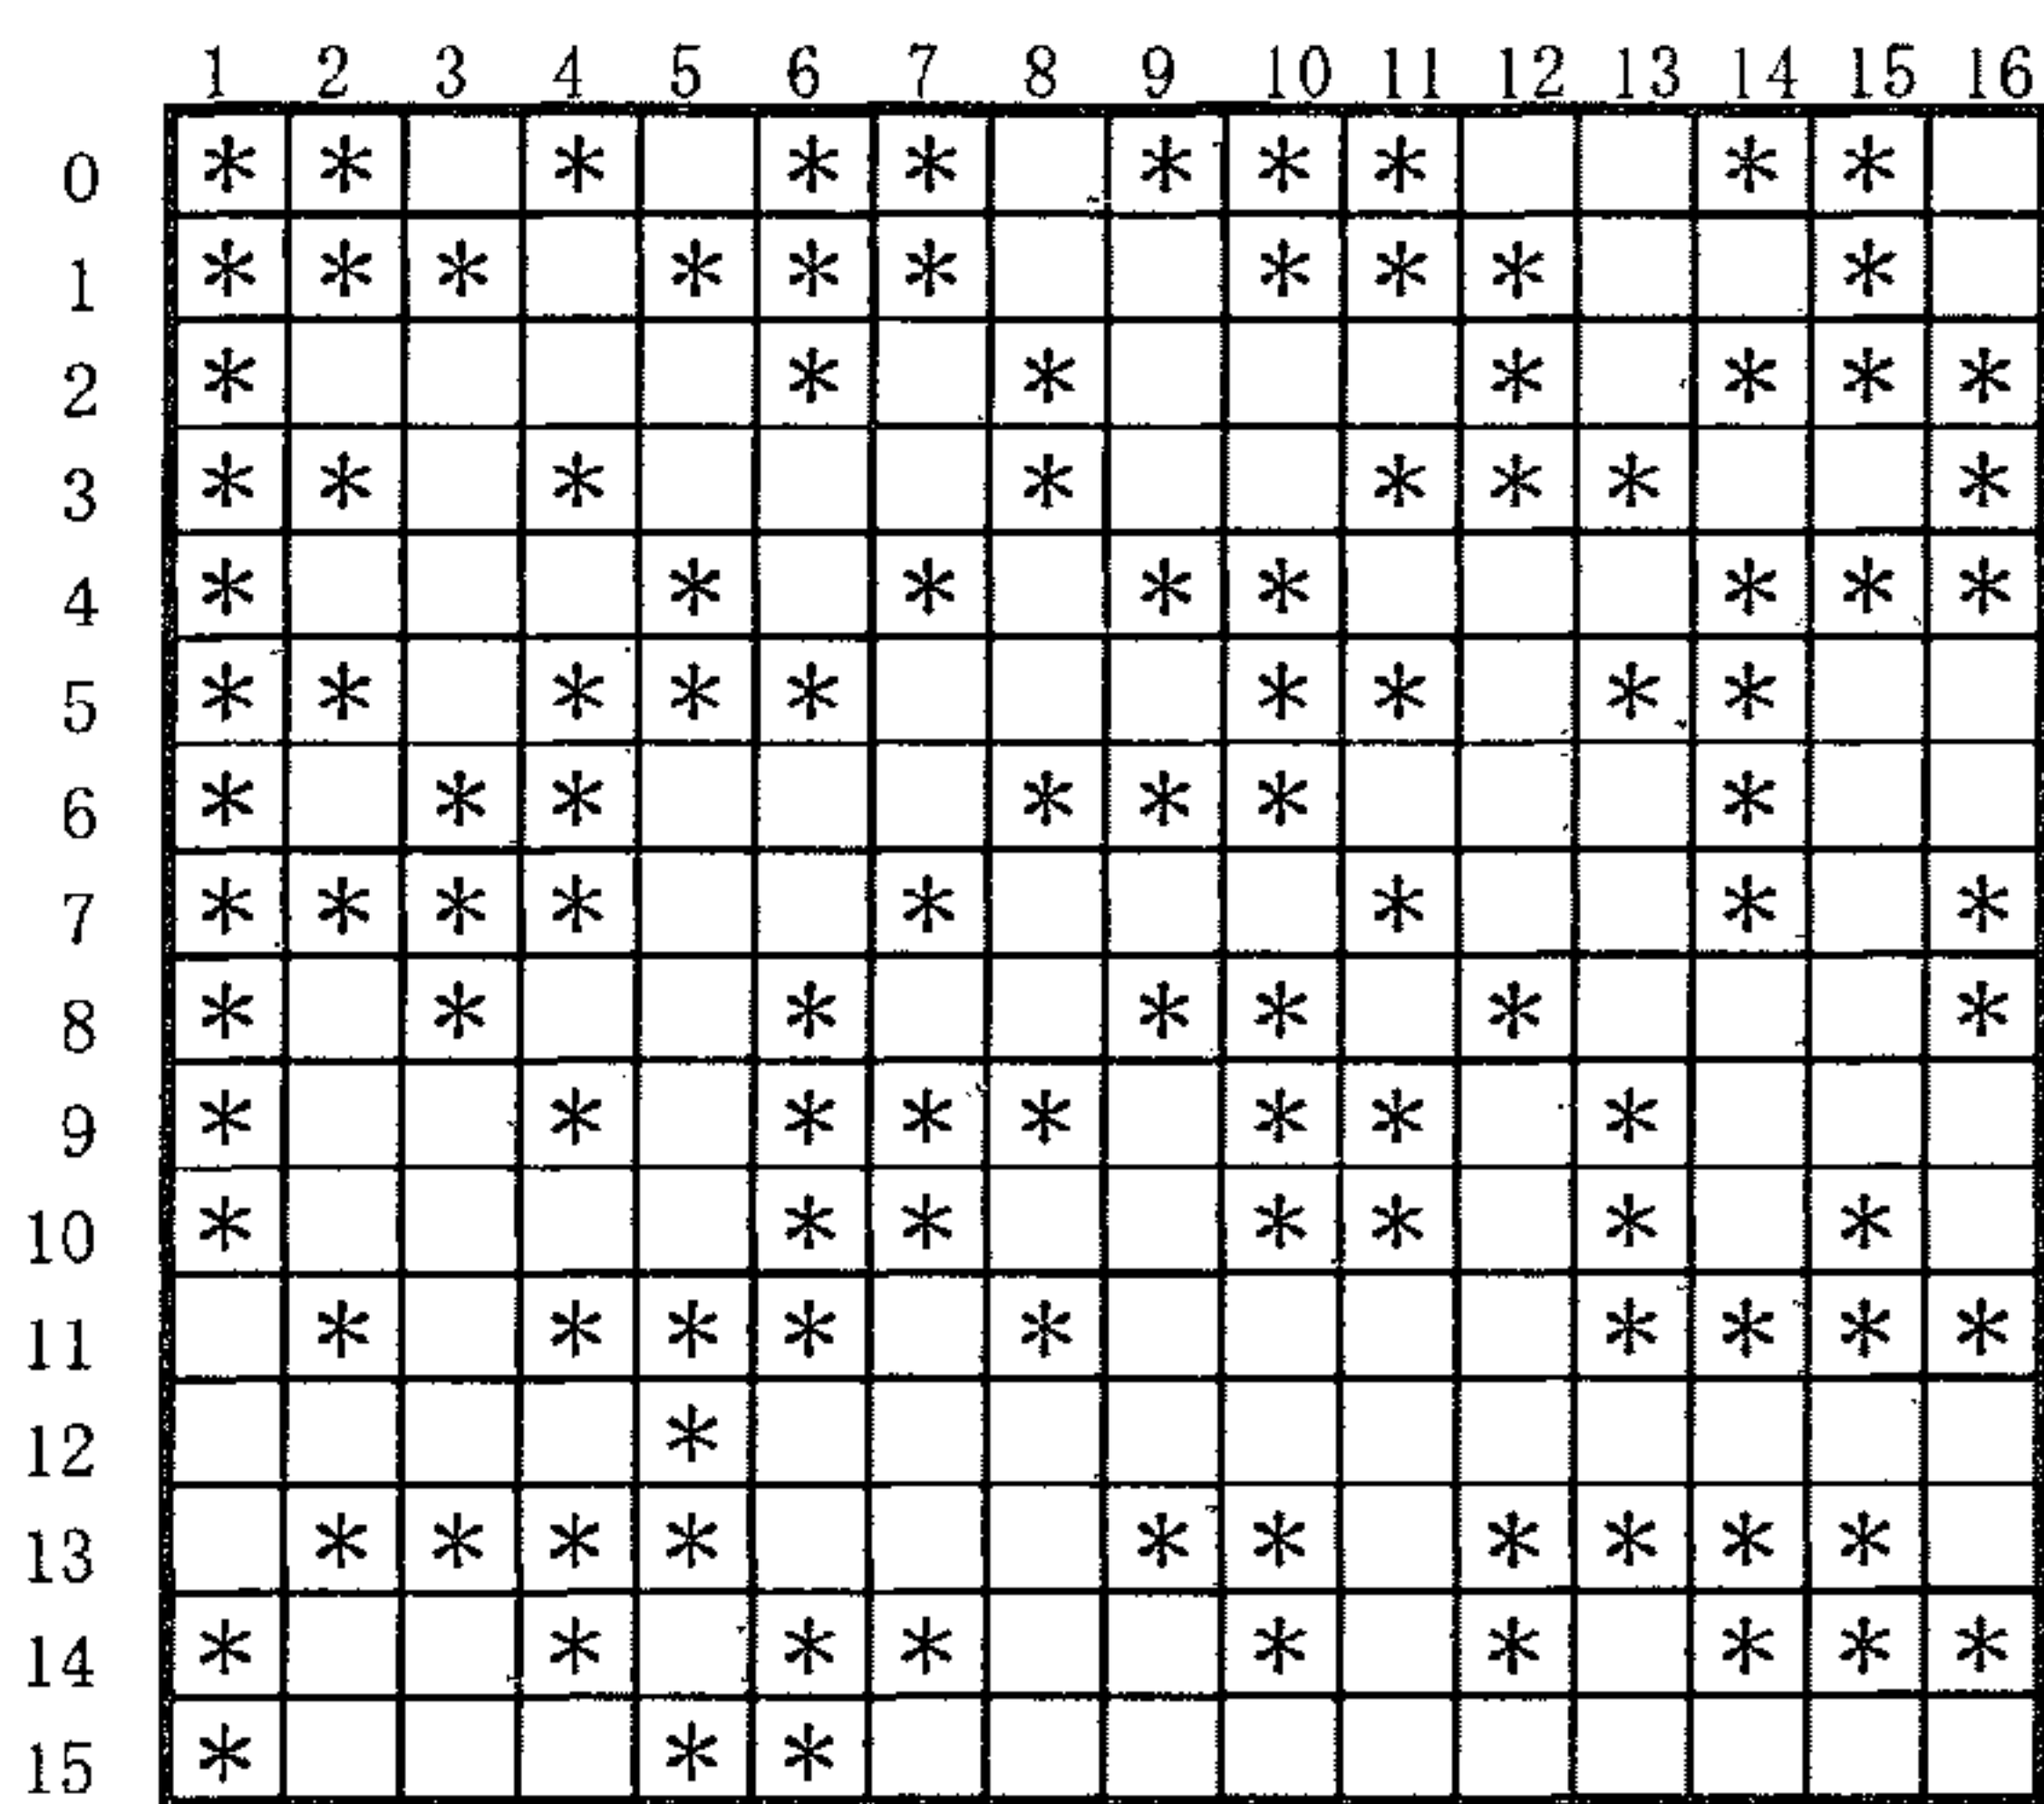 1 2 3 4 5 6 7 8 9 10 11 12 13 14 15 16
0 * * * * * * * * * *
1 * * * * * * * * * *
2 * * * * * * *
3 * * * * * * * *
4 * * * * * * * *
5 * * * * * * * * *
6 * * * * * * *
7 * * * * * * * *
8 * * * * * * *
9 * * * * * * * *
10 * * * * * * *
11 * * * * * * * * *
12 *
13 * * * * * * * * * *
14 * * * * * * * * *
15 * * *